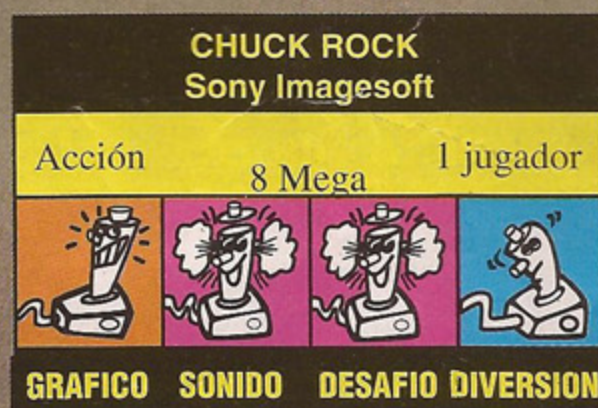 CHUCK ROCK
Sony Imagesoft
Acción 8 Mega 1 jugador
GRAFICO SONIDO DESAFIO DIVERSION